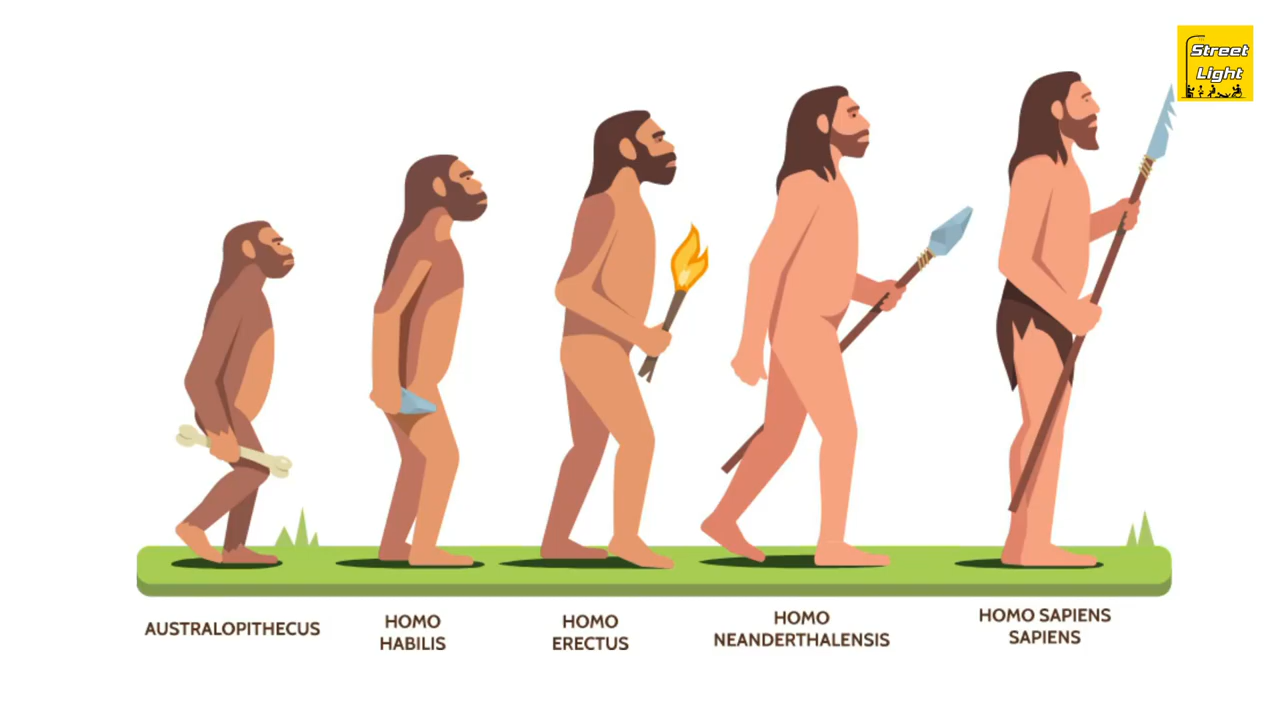 Street
Light
AUSTRALOPITHECUS
HOMO
HABILIS
HOMO
ERECTUS
HOMO
NEANDERTHALENSIS
HOMO SAPIENS
SAPIENS